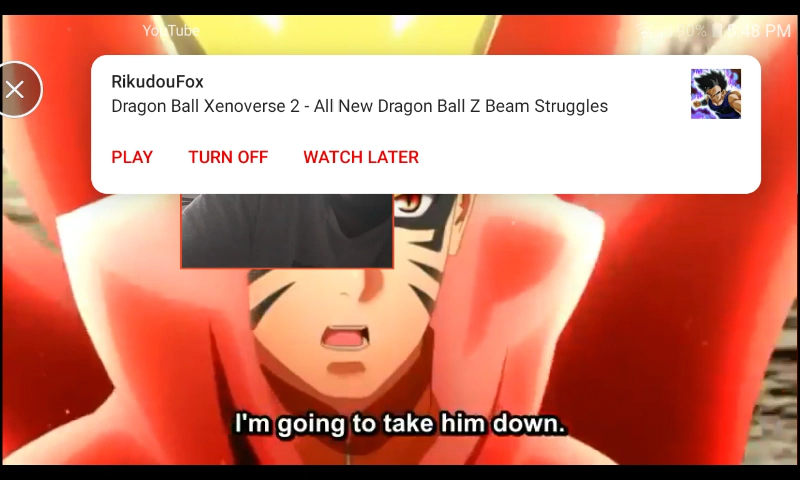 YouTube
RikudouFox
Dragon Ball Xenoverse 2 - All New Dragon Ball Z Beam Struggles
PLAY TURN OFF WATCH LATER
I'm going to take him down.